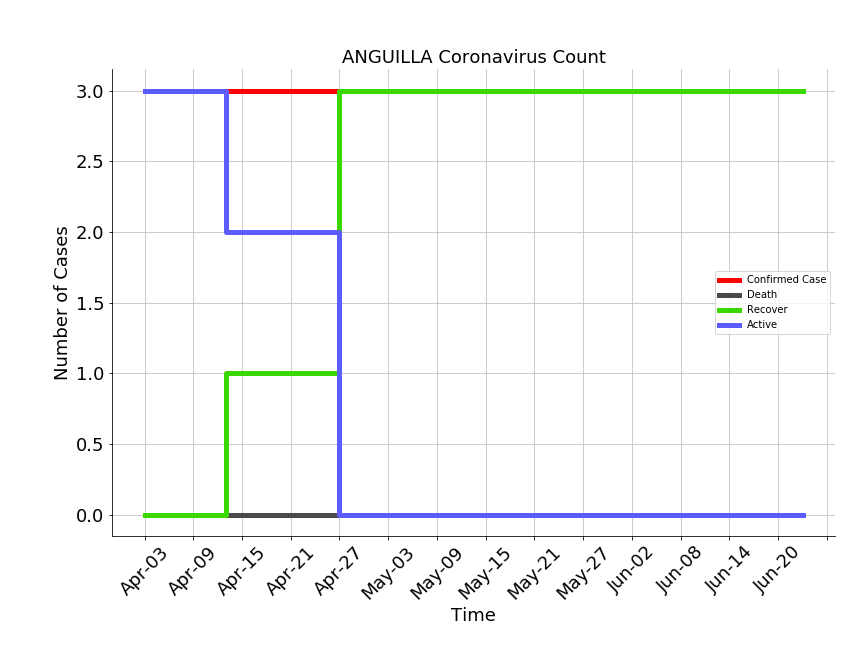 ANGUILLA Coronavirus Count
Number of Cases
3.0
2.5
2.0
1.5
1.0
0.5
0.0
Confirmed Case
Death
Recover
Active
Apr-03
Apr-09
Apr-15
Apr-21
Apr-27
May-03
May-09
May-15
May-21
May-27
Jun-02
Jun-08
Jun-14
Jun-20
Time